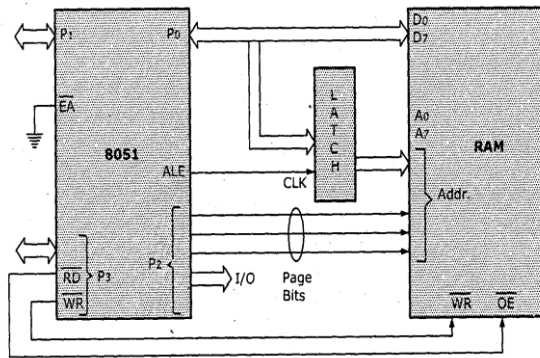 P1
P0
D0
D7
EA
8051
LATCH
A0
A7
RAM
ALE
CLK
Addr.
P2
P3
RD
WR
I/O
Page
Bits
WR
OE